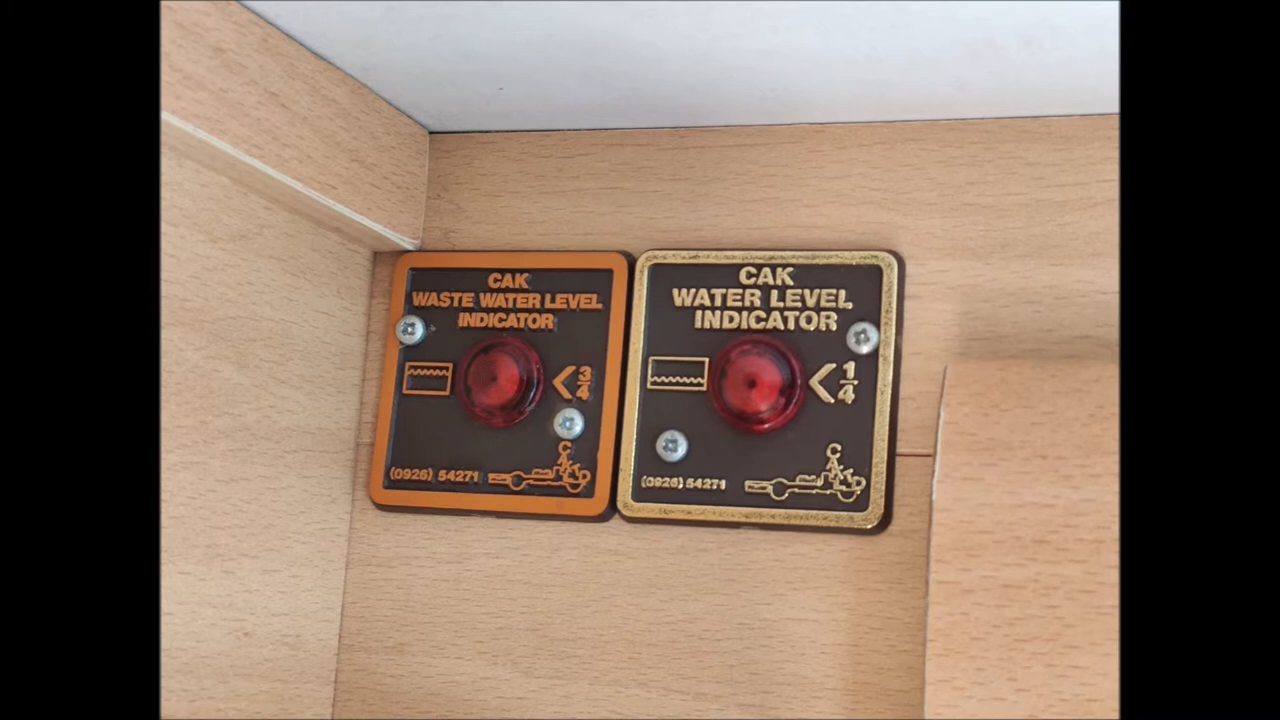 CAK
WASTE WATER LEVEL
INDICATOR
<3/4
(0926) 54271
CAK
CAK
WATER LEVEL
INDICATOR
<1/4
(0926) 54271
CAK